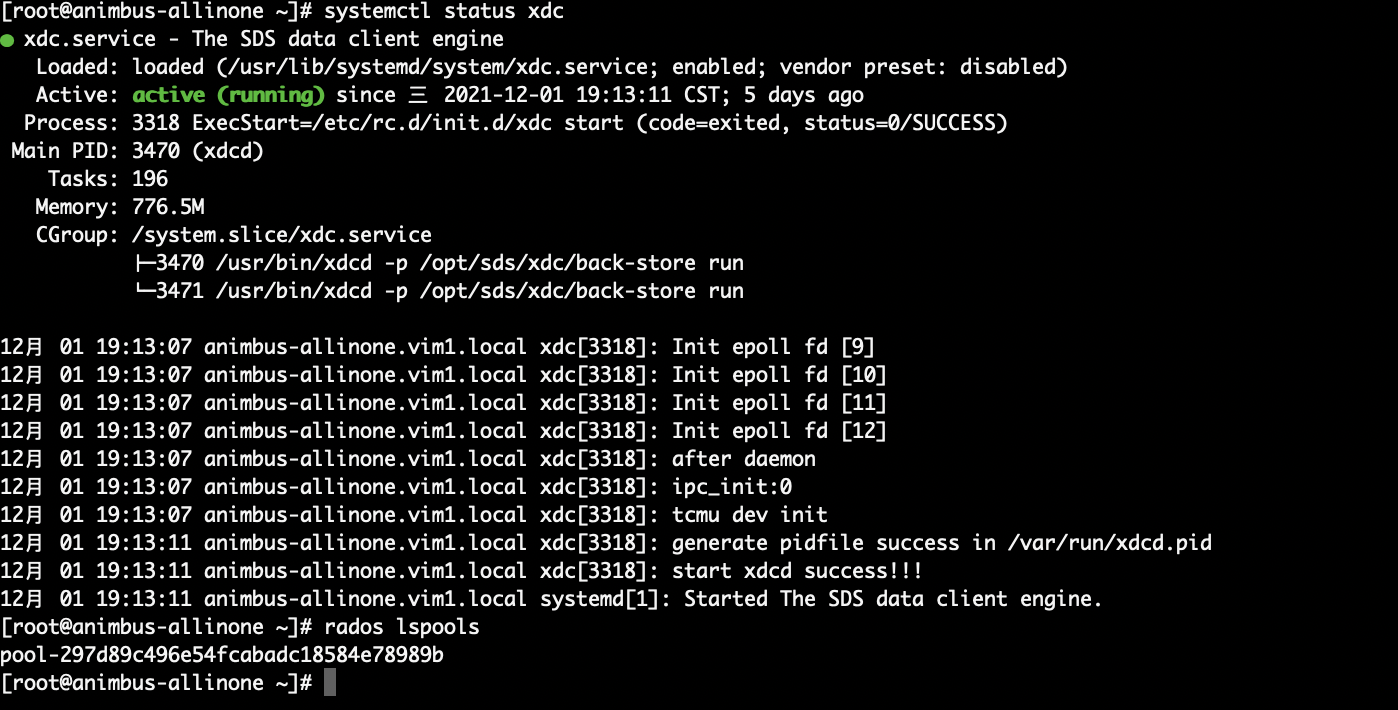 [root@animbus-allinone ~]# systemctl status xdc
● xdc.service - The SDS data client engine
   Loaded: loaded (/usr/lib/systemd/system/xdc.service; enabled; vendor preset: disabled)
   Active: active (running) since 三 2021-12-01 19:13:11 CST; 5 days ago
  Process: 3318 ExecStart=/etc/rc.d/init.d/xdc start (code=exited, status=0/SUCCESS)
 Main PID: 3470 (xdcd)
    Tasks: 196
   Memory: 776.5M
   CGroup: /system.slice/xdc.service
           ├─3470 /usr/bin/xdcd -p /opt/sds/xdc/back-store run
           └─3471 /usr/bin/xdcd -p /opt/sds/xdc/back-store run

12月 01 19:13:07 animbus-allinone.vim1.local xdc[3318]: Init epoll fd [9]
12月 01 19:13:07 animbus-allinone.vim1.local xdc[3318]: Init epoll fd [10]
12月 01 19:13:07 animbus-allinone.vim1.local xdc[3318]: Init epoll fd [11]
12月 01 19:13:07 animbus-allinone.vim1.local xdc[3318]: Init epoll fd [12]
12月 01 19:13:07 animbus-allinone.vim1.local xdc[3318]: after daemon
12月 01 19:13:07 animbus-allinone.vim1.local xdc[3318]: ipc_init:0
12月 01 19:13:07 animbus-allinone.vim1.local xdc[3318]: tcmu dev init
12月 01 19:13:11 animbus-allinone.vim1.local xdc[3318]: generate pidfile success in /var/run/xdcd.pid
12月 01 19:13:11 animbus-allinone.vim1.local xdc[3318]: start xdcd success!!!
12月 01 19:13:11 animbus-allinone.vim1.local systemd[1]: Started The SDS data client engine.
[root@animbus-allinone ~]# rados lspools
pool-297d89c496e54fcabadc18584e78989b
[root@animbus-allinone ~]#